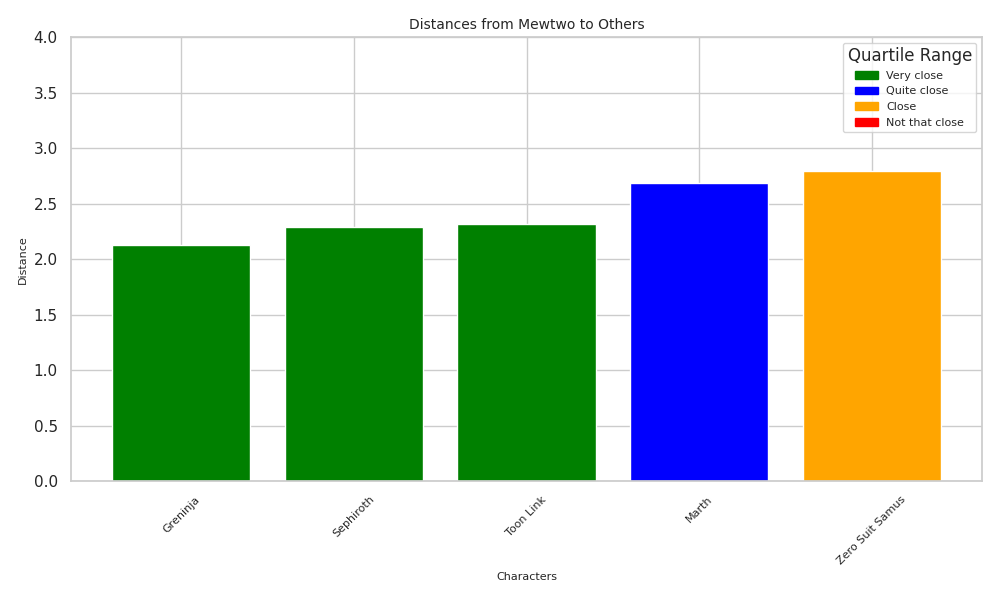 Distances from Mewtwo to Others
Quartile Range
Very close
Quite close
Close
Not that close
Distance
4.0
3.5
3.0
2.5
2.0
1.5
1.0
0.5
0.0
Greninja
Sephiroth
Toon Link
Marth
Zero Suit Samus
Characters